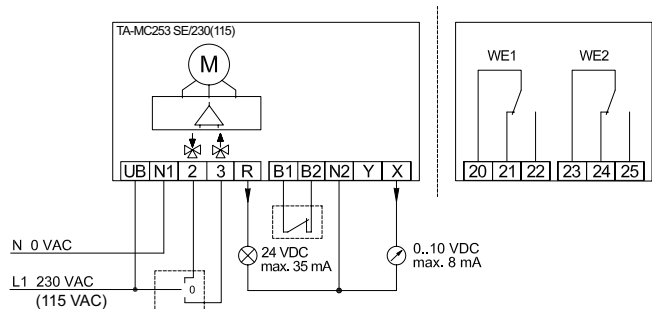 TA-MC253 SE/230(115)
M
UB N1 2 3 R B1 B2 N2 Y X
N 0 VAC
L1 230 VAC
(115 VAC)
0
24 VDC
max. 35 mA
0..10 VDC
max. 8 mA
WE1 WE2
20 21 22 23 24 25